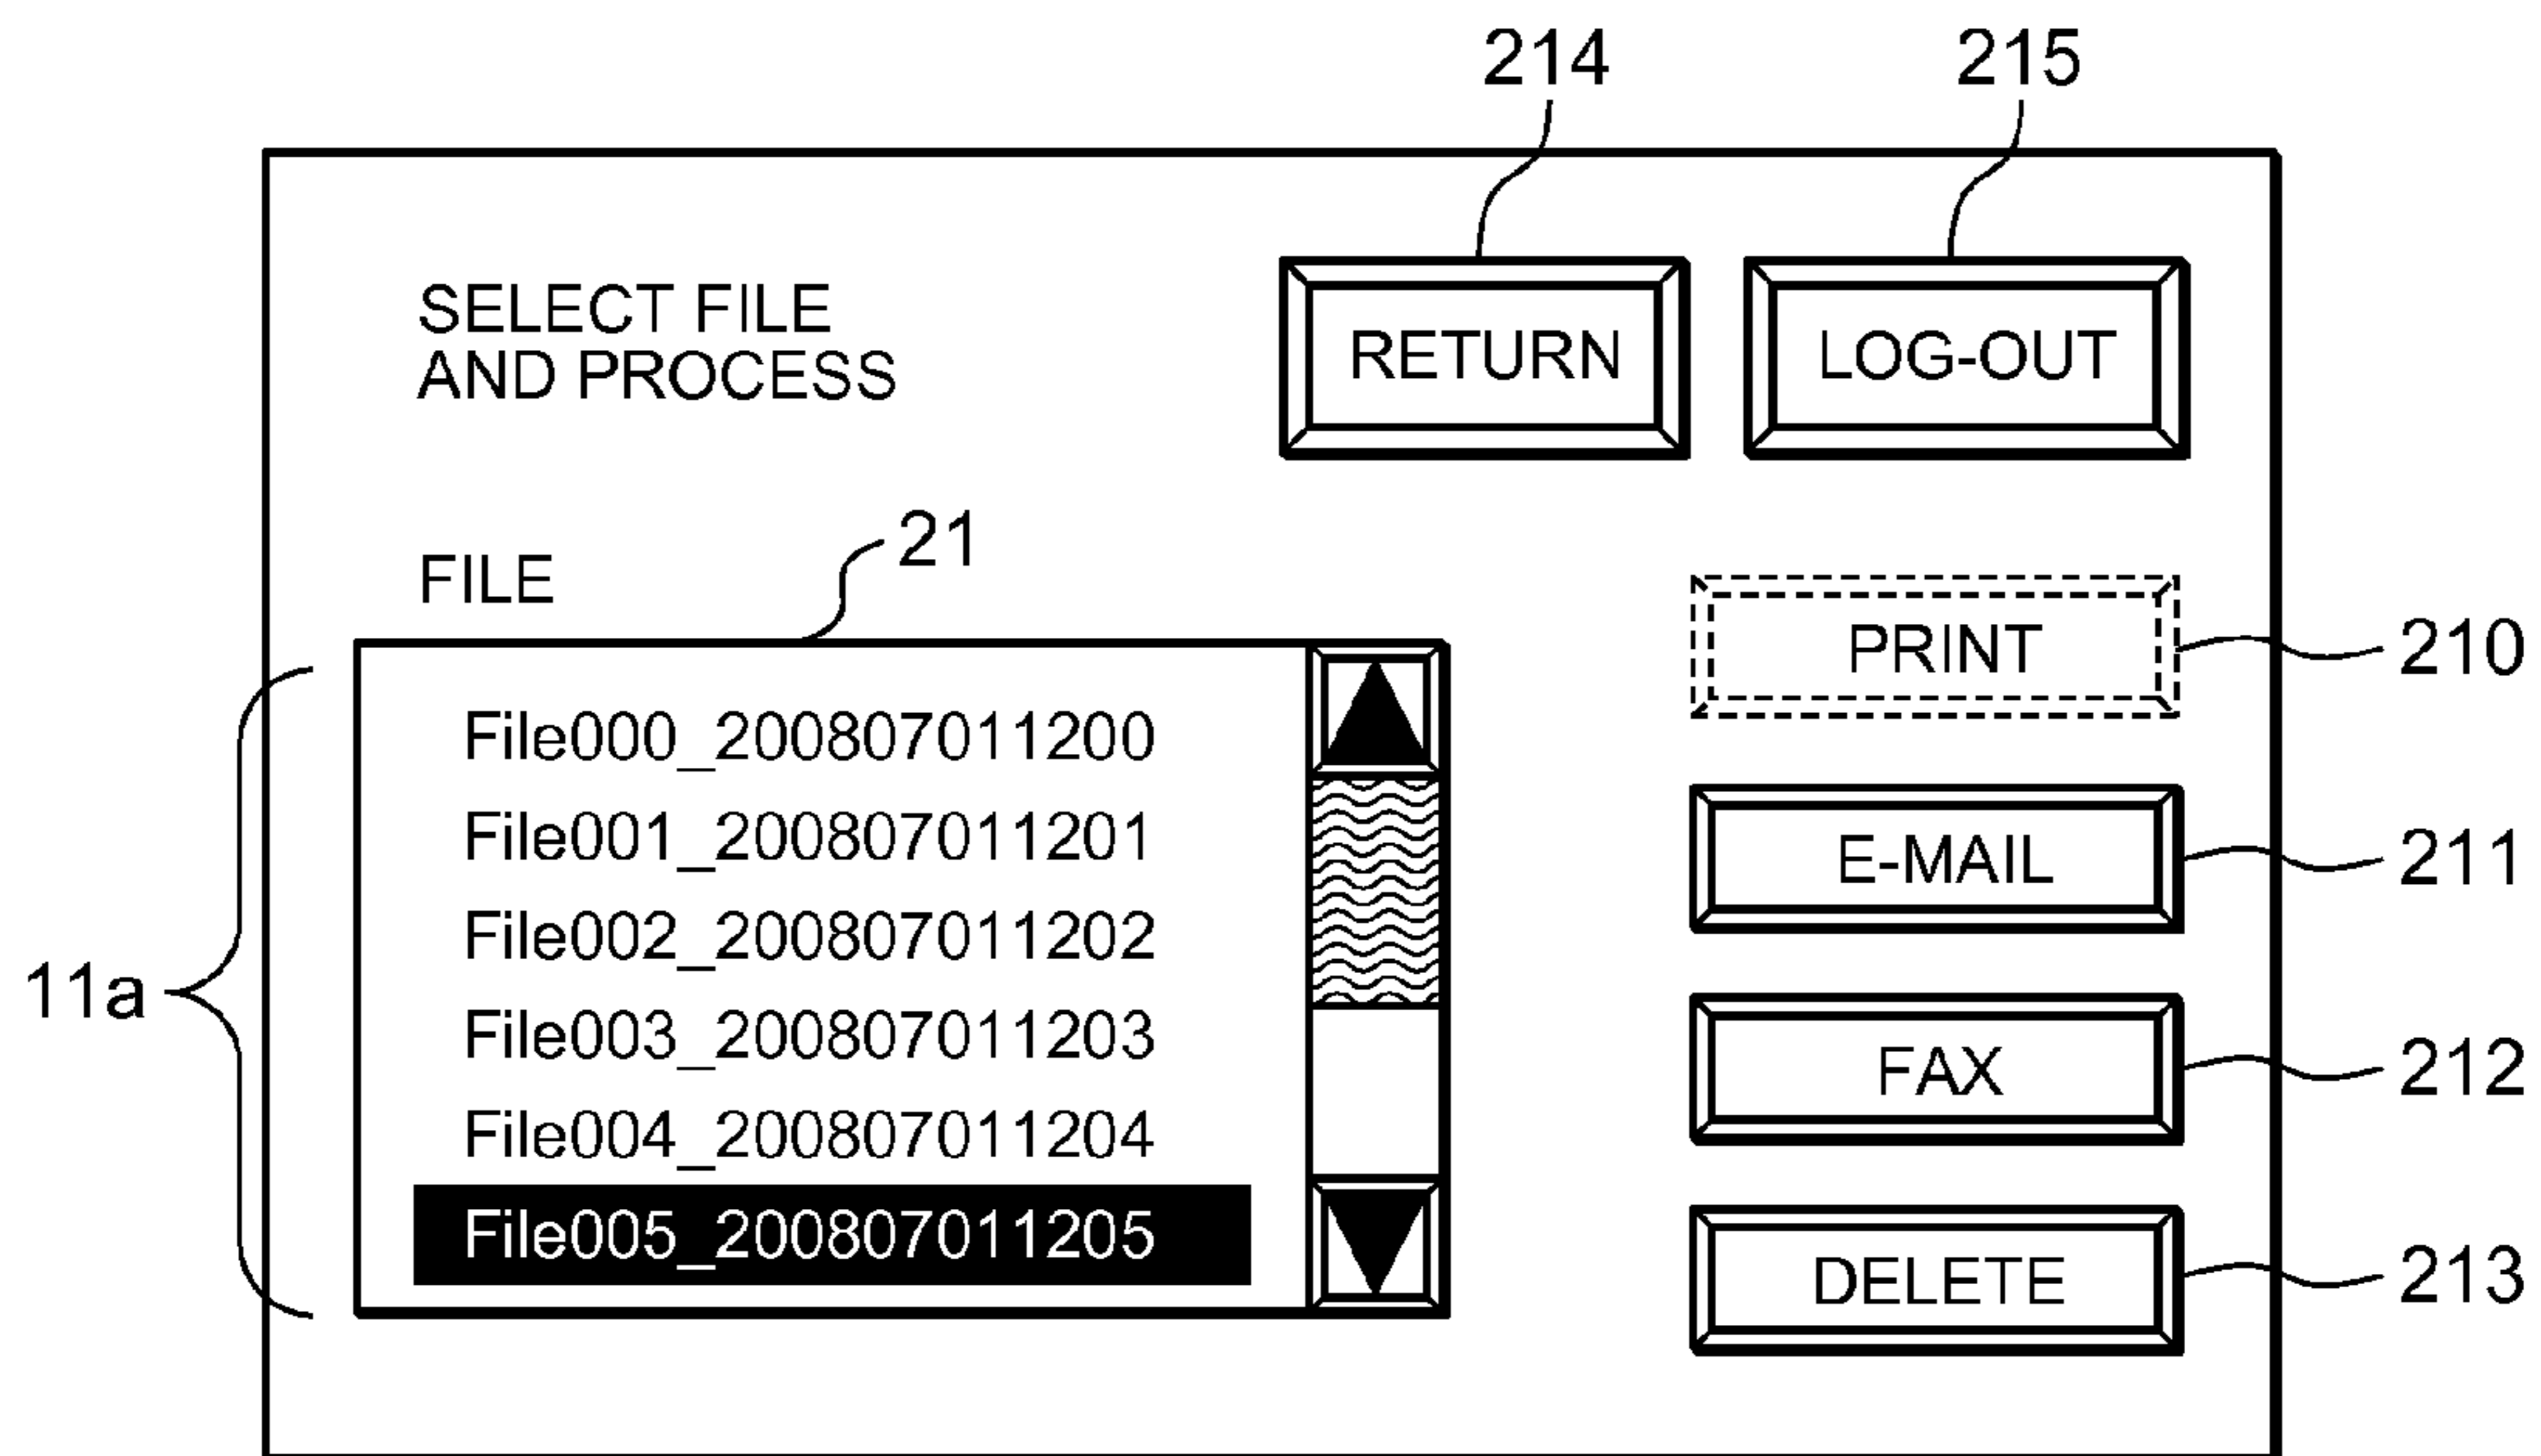 214
215
SELECT FILE
AND PROCESS
RETURN
LOG-OUT
FILE
21
PRINT
210
File000_200807011200
File001_200807011201
E-MAIL
211
File002_200807011202
11a
File003_200807011203
FAX
212
File004_200807011204
File005_200807011205
DELETE
213